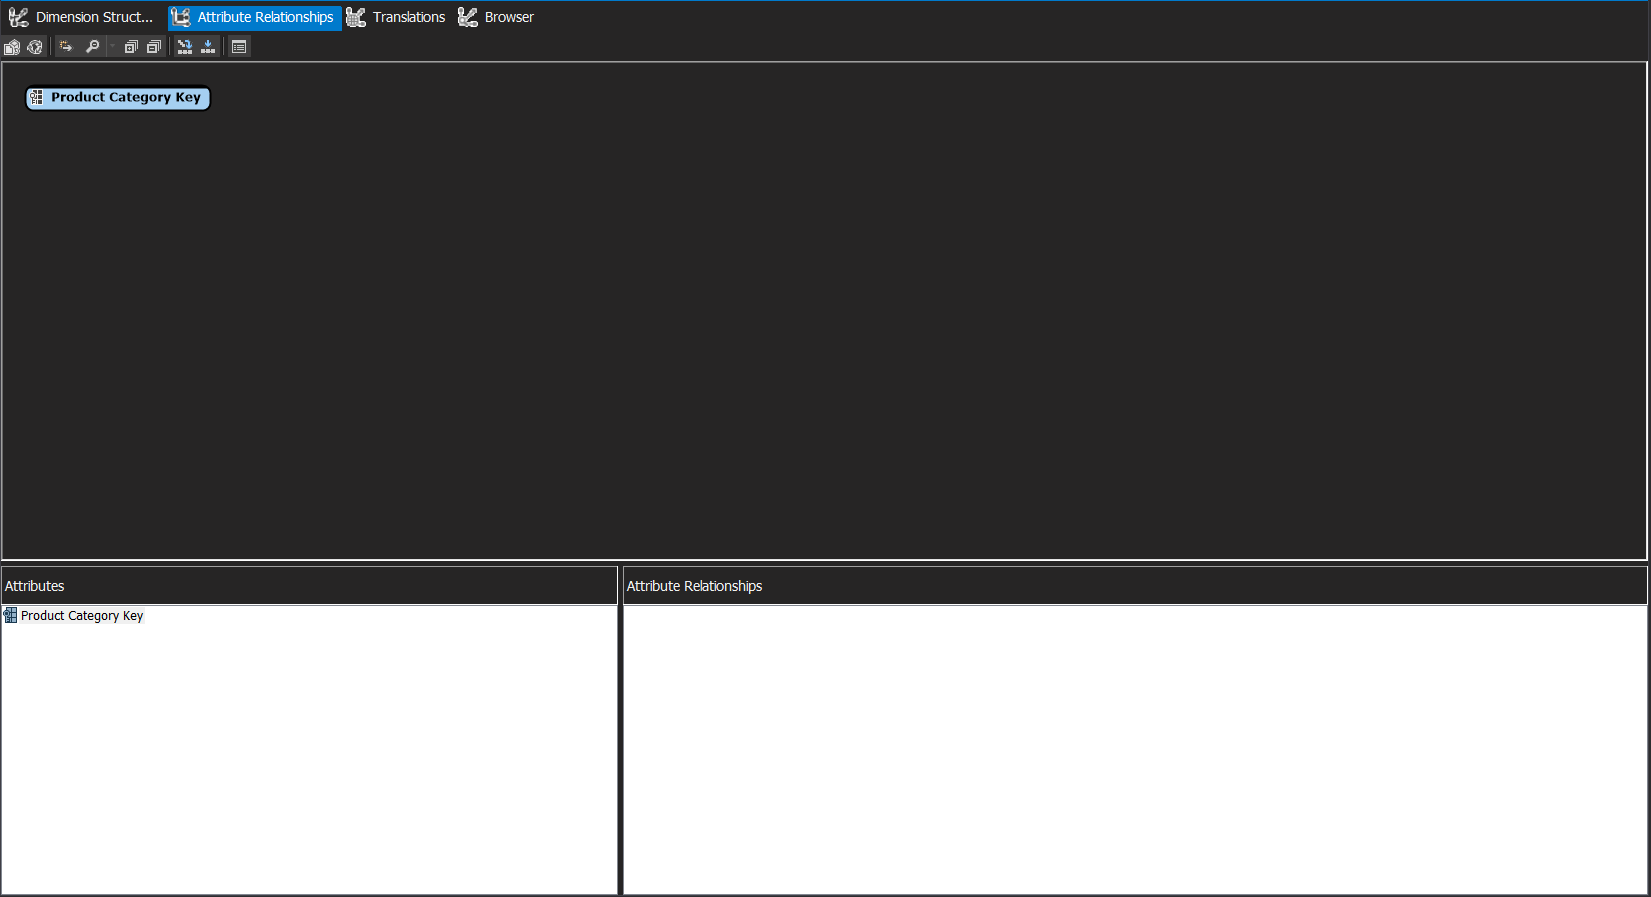 Dimension Struct... Attribute Relationships Translations Browser
Product Category Key
Attributes
Attribute Relationships
Product Category Key